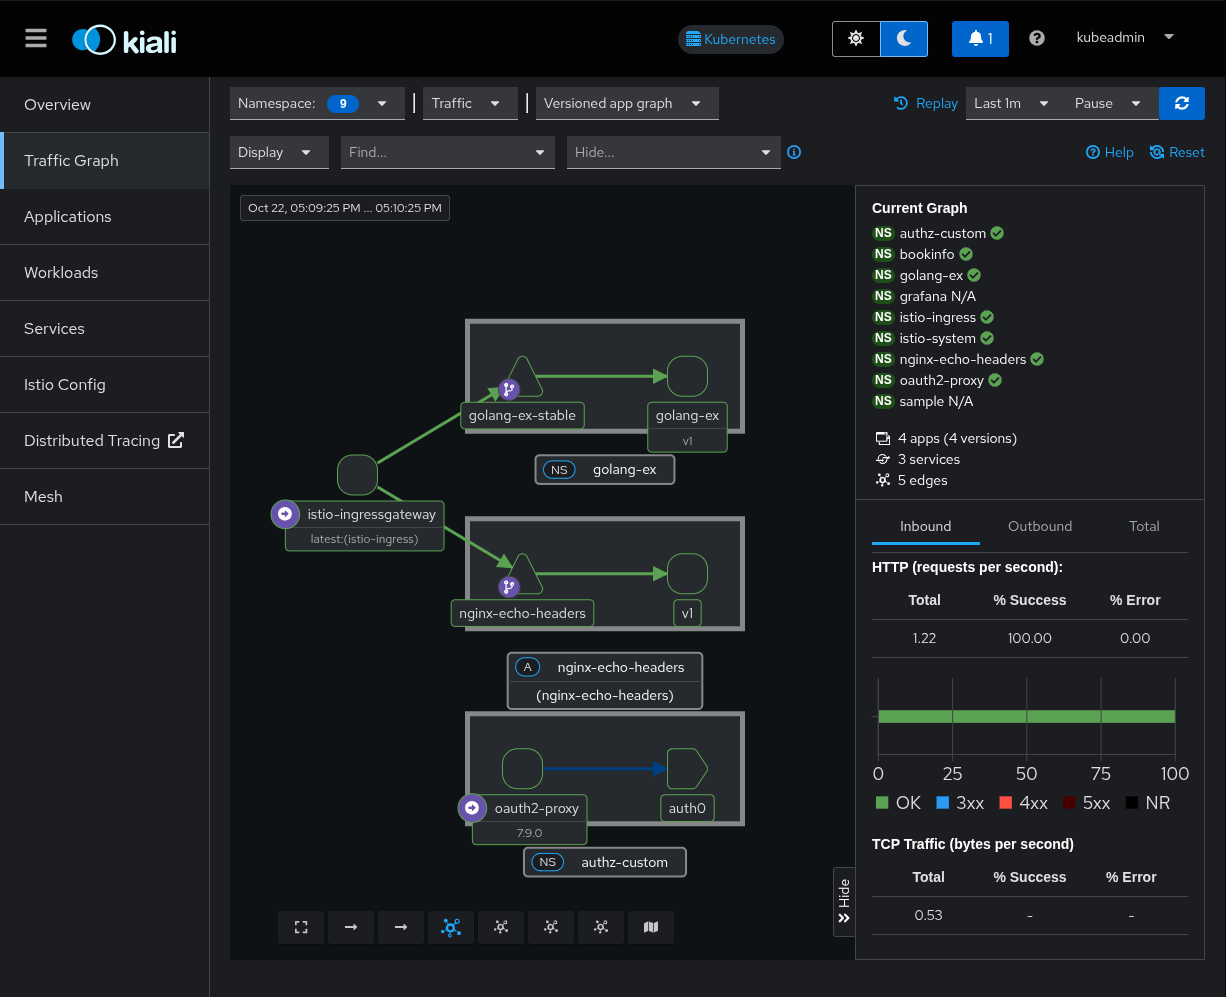 kiali
Kubernetes
1
kubeadmin
Overview
Traffic Graph
Applications
Workloads
Services
Istio Config
Distributed Tracing
Mesh
Namespace: 9
Traffic
Versioned app graph
Replay
Last 1m
Pause
Display
Find...
Hide...
Help
Reset
Oct 22, 05:09:25 PM ... 05:10:25 PM
golang-ex-stable
golang-ex
v1
NS golang-ex
istio-ingressgateway
latest:(istio-ingress)
nginx-echo-headers
v1
A nginx-echo-headers
(nginx-echo-headers)
oauth2-proxy
7.9.0
auth0
NS authz-custom
Hide
Current Graph
NS authz-custom
NS bookinfo
NS golang-ex
NS grafana N/A
NS istio-ingress
NS istio-system
NS nginx-echo-headers
NS oauth2-proxy
NS sample N/A
4 apps (4 versions)
3 services
5 edges
Inbound Outbound Total
HTTP (requests per second):
Total % Success % Error
1.22 100.00 0.00
0 25 50 75 100
OK 3xx 4xx 5xx NR
TCP Traffic (bytes per second)
Total % Success % Error
0.53 - -